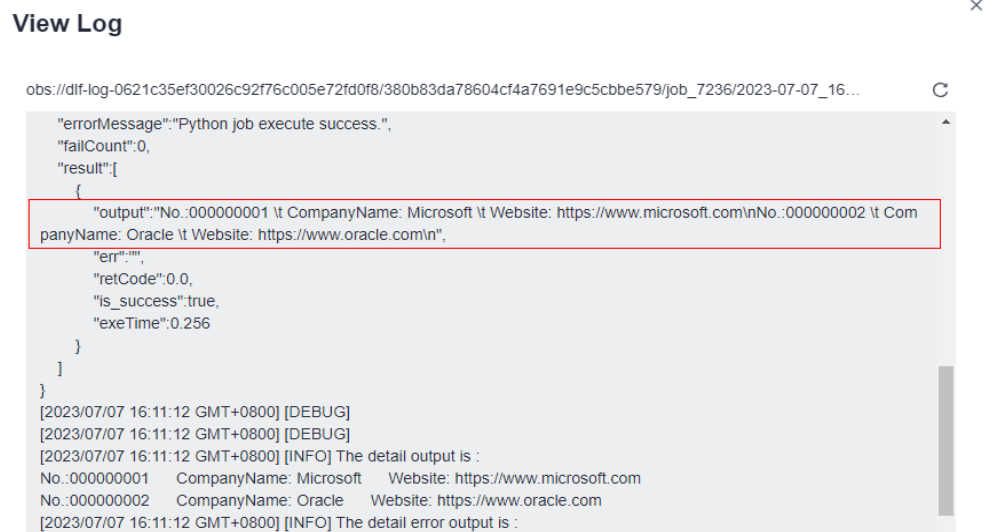 View Log
obs://dlf-log-0621c35ef30026c92f76c005e72fd0f8/380b83da78604cf4a7691e9c5cbbe579/job_7236/2023-07-07_16…
"errorMessage":"Python job execute success.",
"failCount":0,
"result":[
{
"output":"No.:000000001 \t CompanyName: Microsoft \t Website: https://www.microsoft.com\nNo.:000000002 \t Com
panyName: Oracle \t Website: https://www.oracle.com\n",
"err":"",
"retCode":0.0,
"is_success":true,
"exeTime":0.256
}
]
}
[2023/07/07 16:11:12 GMT+0800] [DEBUG]
[2023/07/07 16:11:12 GMT+0800] [DEBUG]
[2023/07/07 16:11:12 GMT+0800] [INFO] The detail output is :
No.:000000001 CompanyName: Microsoft Website: https://www.microsoft.com
No.:000000002 CompanyName: Oracle Website: https://www.oracle.com
[2023/07/07 16:11:12 GMT+0800] [INFO] The detail error output is :